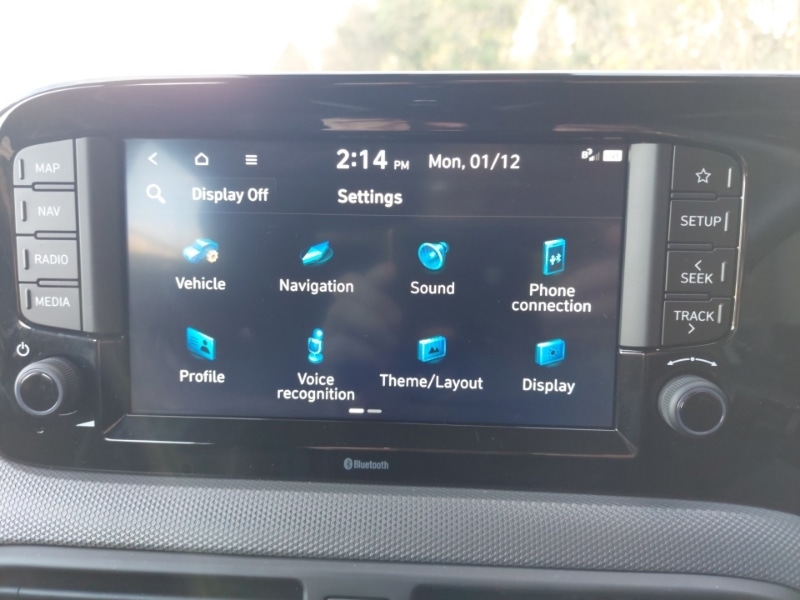 2:14 PM Mon, 01/12
Display Off Settings
MAP
NAV
RADIO
MEDIA
Vehicle
Navigation
Sound
Phone
connection
Profile
Voice
recognition
Theme/Layout
Display
SETUP
SEEK
TRACK
Bluetooth